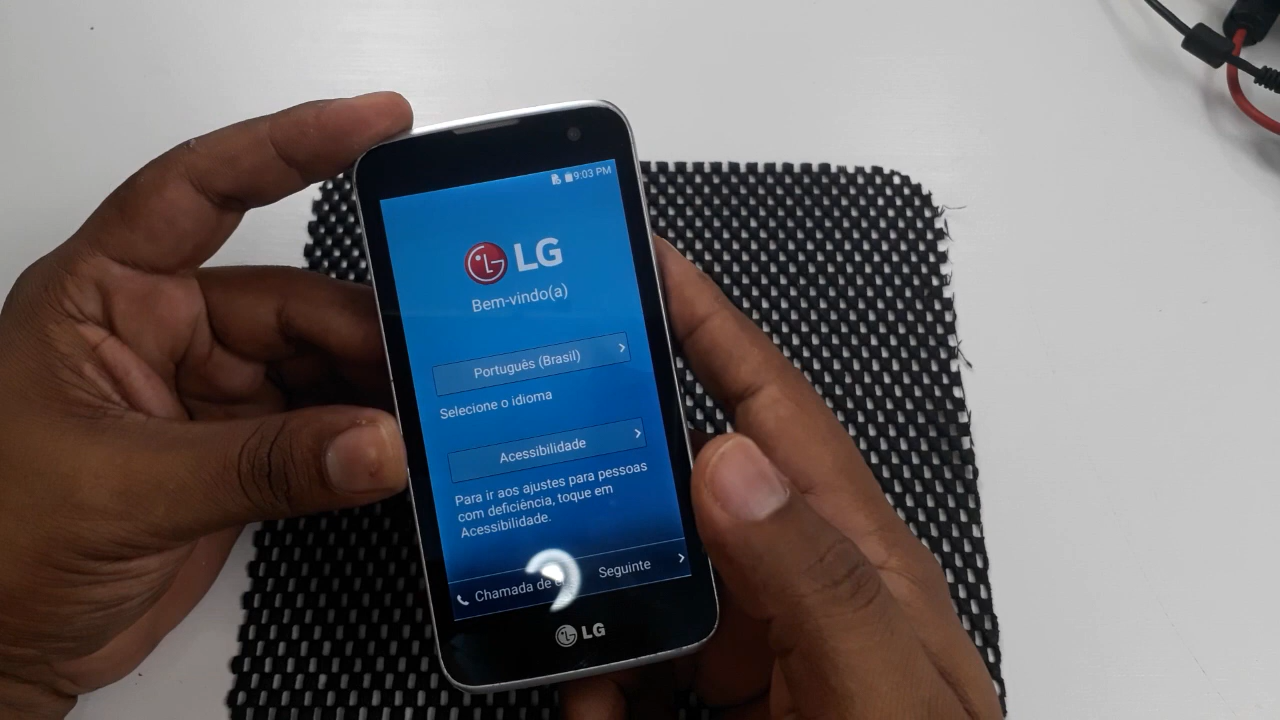 9:03 PM
LG
Bem-vindo(a)
Português (Brasil)
Selecione o idioma
Acessibilidade
Para ir aos ajustes para pessoas
com deficiência, toque em
Acessibilidade.
Chamada de Seguinte
LG